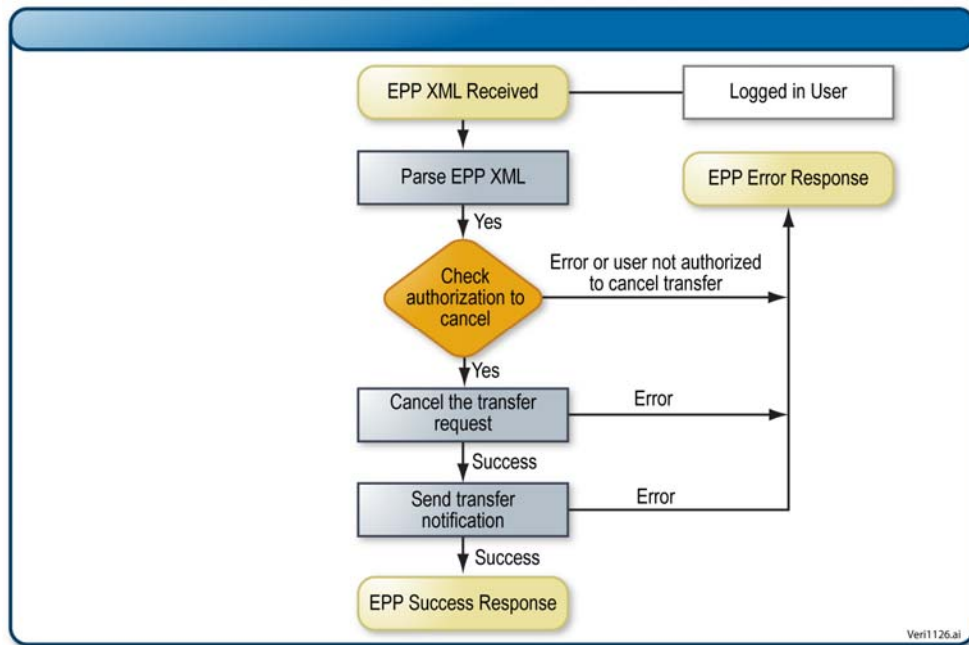 EPP XML Received
Logged in User
Parse EPP XML
EPP Error Response
Yes
Check
authorization to
cancel
Error or user not authorized
to cancel transfer
Yes
Cancel the transfer
request
Error
Success
Send transfer
notification
Error
Success
EPP Success Response
Veri1126.ai